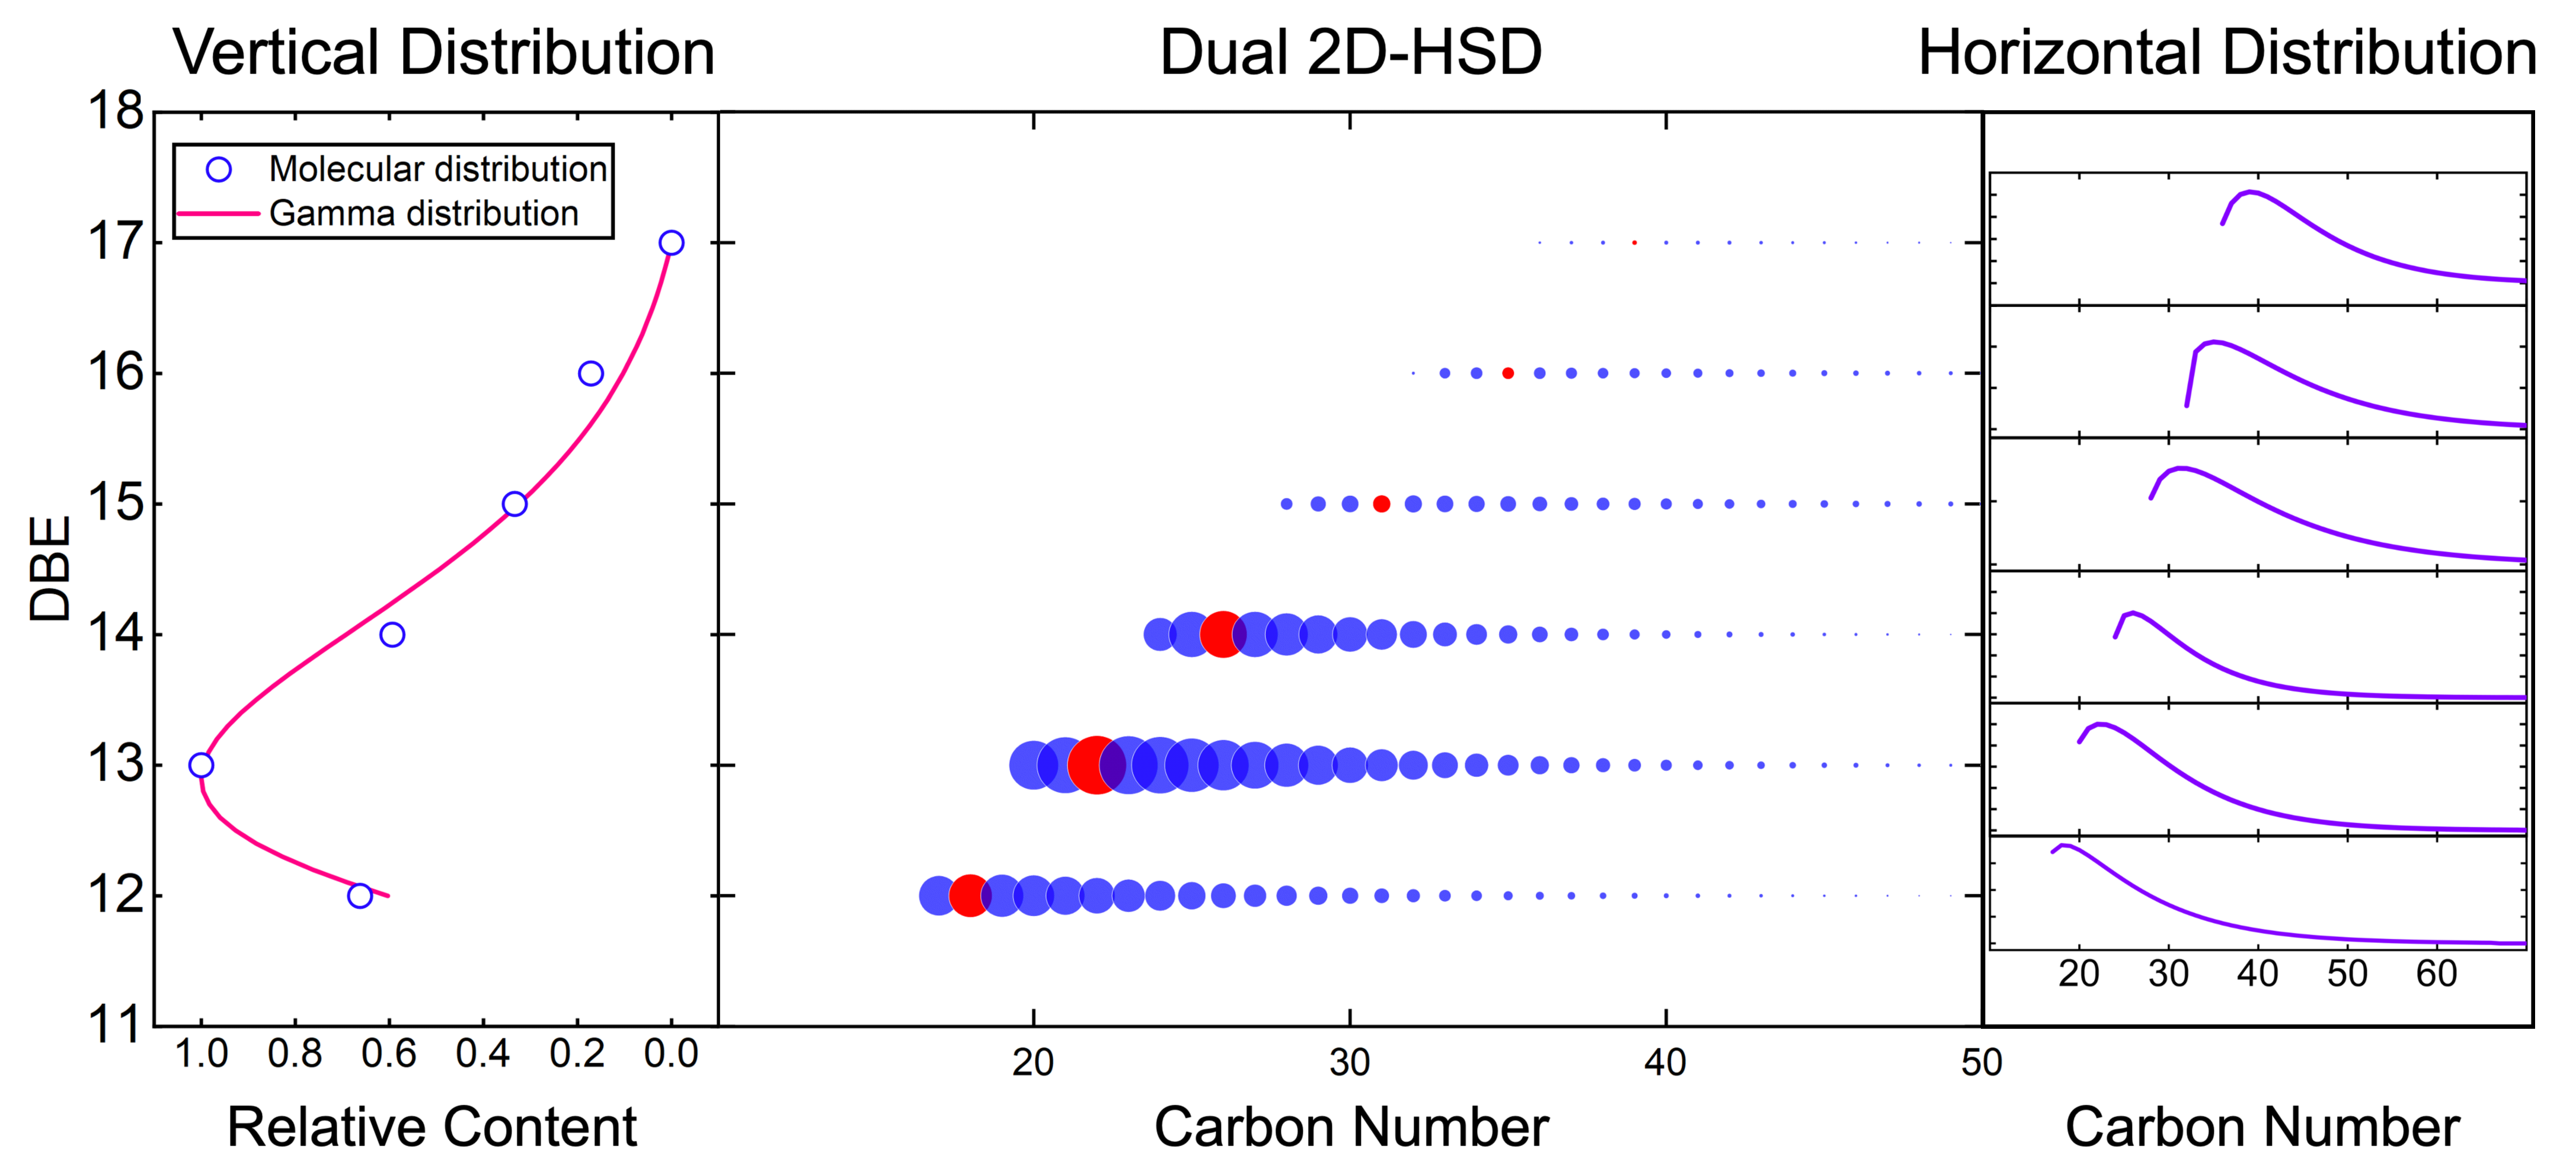 Vertical Distribution
Dual 2D-HSD
Horizontal Distribution
18
17
16
15
14
13
12
11
DBE
Molecular distribution
Gamma distribution
1.0 0.8 0.6 0.4 0.2 0.0
20 30 40 50
20 30 40 50 60
Relative Content
Carbon Number
Carbon Number